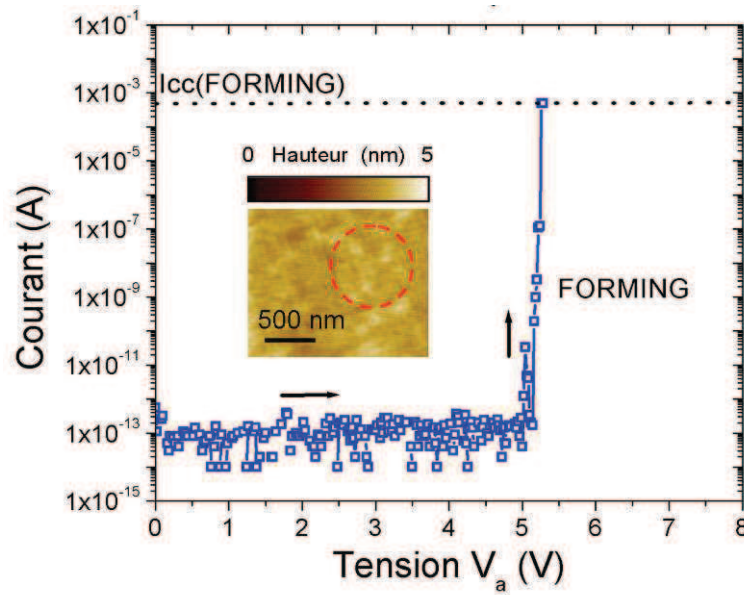 1x10^-1
1x10^-3
1x10^-5
1x10^-7
1x10^-9
1x10^-11
1x10^-13
1x10^-15
Courant (A)
Icc(FORMING)
0 Hauteur (nm) 5
500 nm
FORMING
0 1 2 3 4 5 6 7 8
Tension V_a (V)